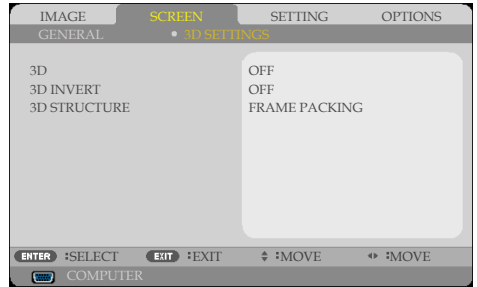 IMAGE SCREEN SETTING OPTIONS
GENERAL • 3D SETTINGS
3D OFF
3D INVERT OFF
3D STRUCTURE FRAME PACKING
ENTER :SELECT EXIT :EXIT :MOVE :MOVE
COMPUTER